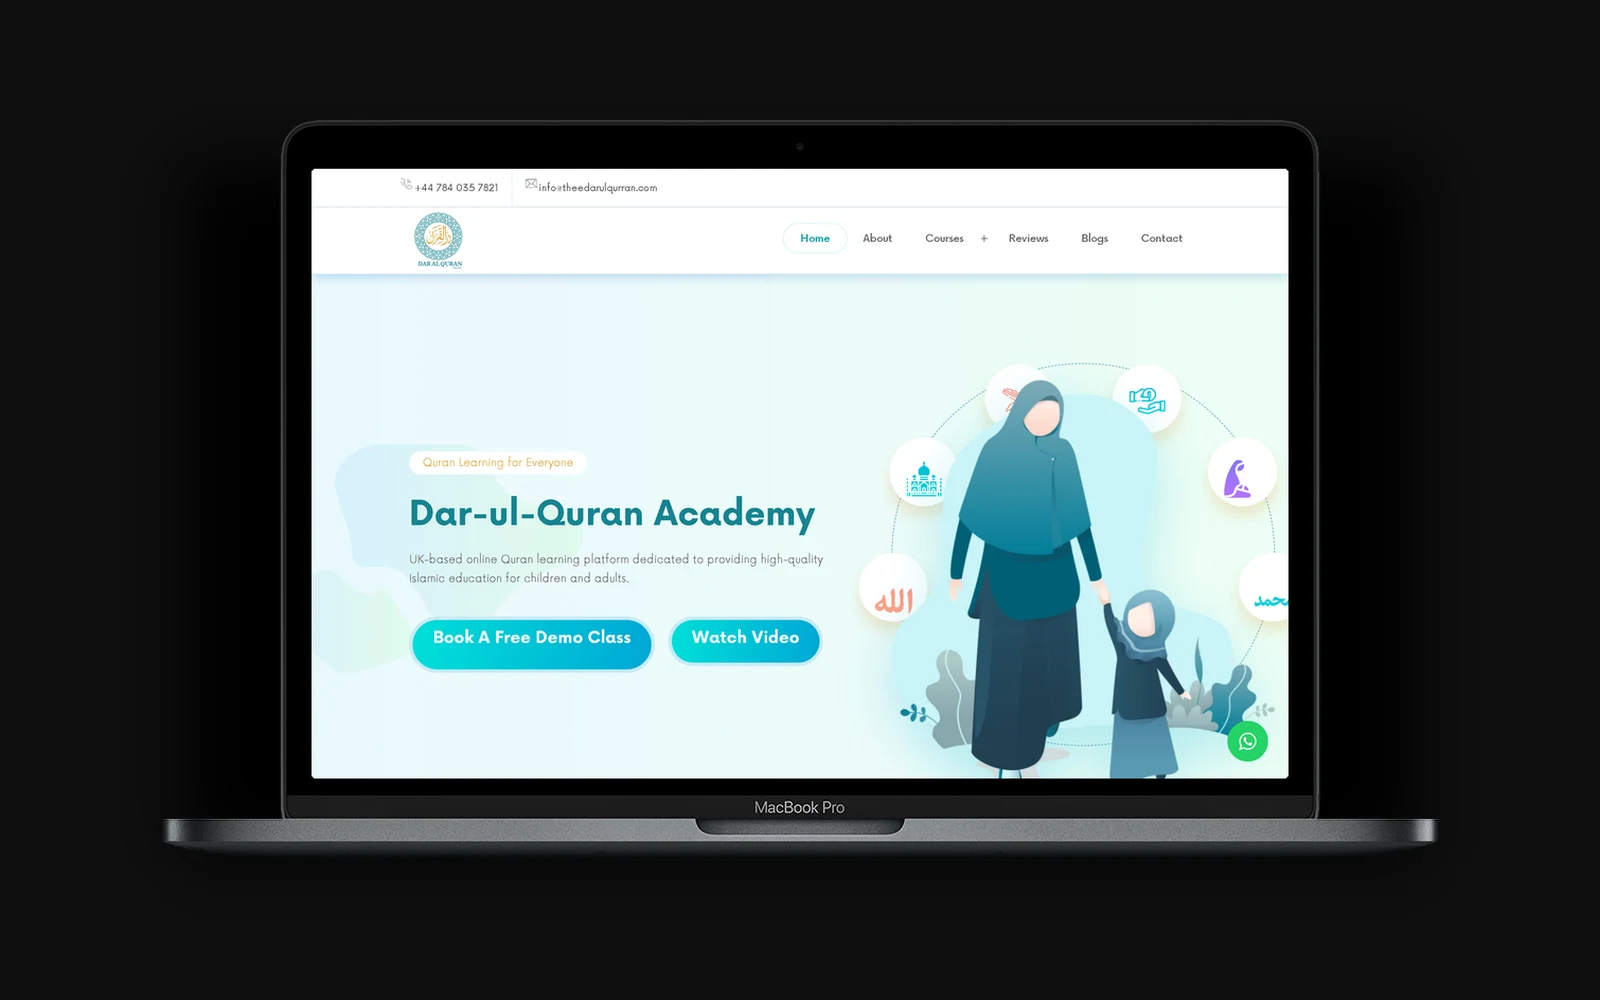 +44 784 035 7821
info@theedarulqurran.com
DAR AL QURAN
Home
About
Courses +
Reviews
Blogs
Contact
Quran Learning for Everyone
Dar-ul-Quran Academy
UK-based online Quran learning platform dedicated to providing high-quality
Islamic education for children and adults.
Book A Free Demo Class
Watch Video
الله
محمد
MacBook Pro